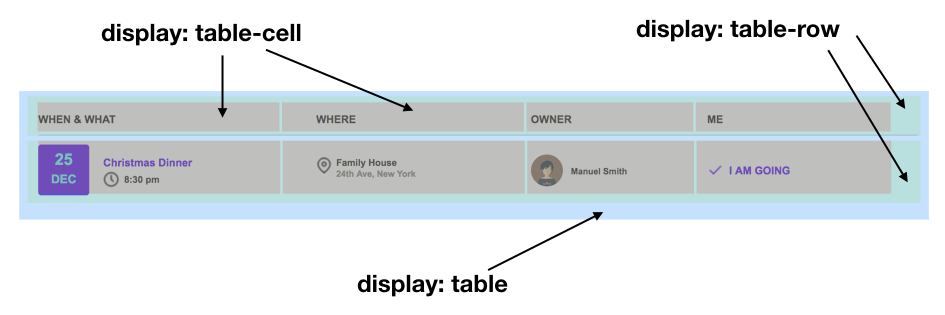 display: table-cell
display: table-row
WHEN & WHAT
WHERE
OWNER
ME
25
DEC
Christmas Dinner
8:30 pm
Family House
24th Ave, New York
Manuel Smith
I AM GOING
display: table